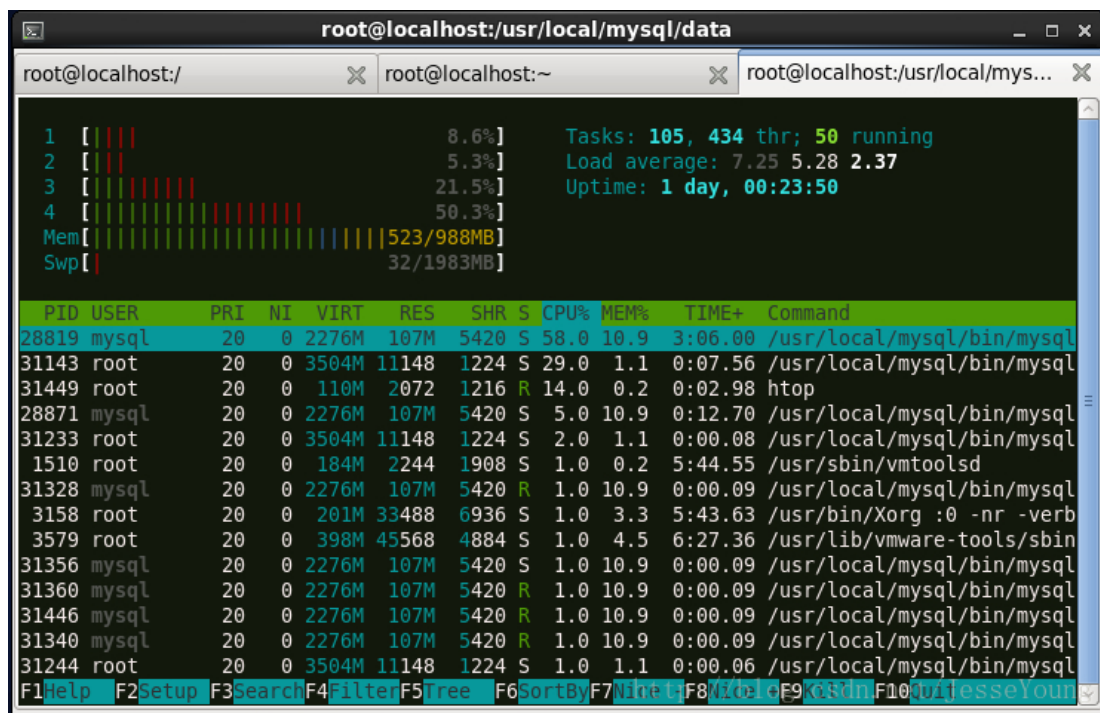 root@localhost:/usr/local/mysql/data
root@localhost:/ root@localhost:~ root@localhost:/usr/local/mys...
1 [|||| 8.6%] Tasks: 105, 434 thr; 50 running
2 [||| 5.3%] Load average: 7.25 5.28 2.37
3 [||||||||| 21.5%] Uptime: 1 day, 00:23:50
4 [|||||||||||||||||| 50.3%]
Mem[|||||||||||||||||||||||||523/988MB]
Swp[| 32/1983MB]
PID USER PRI NI VIRT RES SHR S CPU% MEM% TIME+ Command
28819 mysql 20 0 2276M 107M 5420 S 58.0 10.9 3:06.00 /usr/local/mysql/bin/mysql
31143 root 20 0 3504M 11148 1224 S 29.0 1.1 0:07.56 /usr/local/mysql/bin/mysql
31449 root 20 0 110M 2072 1216 R 14.0 0.2 0:02.98 htop
28871 mysql 20 0 2276M 107M 5420 S 5.0 10.9 0:12.70 /usr/local/mysql/bin/mysql
31233 root 20 0 3504M 11148 1224 S 2.0 1.1 0:00.08 /usr/local/mysql/bin/mysql
1510 root 20 0 184M 2244 1908 S 1.0 0.2 5:44.55 /usr/sbin/vmtoolsd
31328 mysql 20 0 2276M 107M 5420 R 1.0 10.9 0:00.09 /usr/local/mysql/bin/mysql
3158 root 20 0 201M 33488 6936 S 1.0 3.3 5:43.63 /usr/bin/Xorg :0 -nr -verb
3579 root 20 0 398M 45568 4884 S 1.0 4.5 6:27.36 /usr/lib/vmware-tools/sbin
31356 mysql 20 0 2276M 107M 5420 S 1.0 10.9 0:00.09 /usr/local/mysql/bin/mysql
31360 mysql 20 0 2276M 107M 5420 R 1.0 10.9 0:00.09 /usr/local/mysql/bin/mysql
31446 mysql 20 0 2276M 107M 5420 R 1.0 10.9 0:00.09 /usr/local/mysql/bin/mysql
31340 mysql 20 0 2276M 107M 5420 R 1.0 10.9 0:00.09 /usr/local/mysql/bin/mysql
31244 root 20 0 3504M 11148 1224 S 1.0 1.1 0:00.06 /usr/local/mysql/bin/mysql
F1Help F2Setup F3SearchF4FilterF5Tree F6SortByF7Nice -F8Nice +F9Kill F10Quit
http://blog.csdn.net/JesseYoung